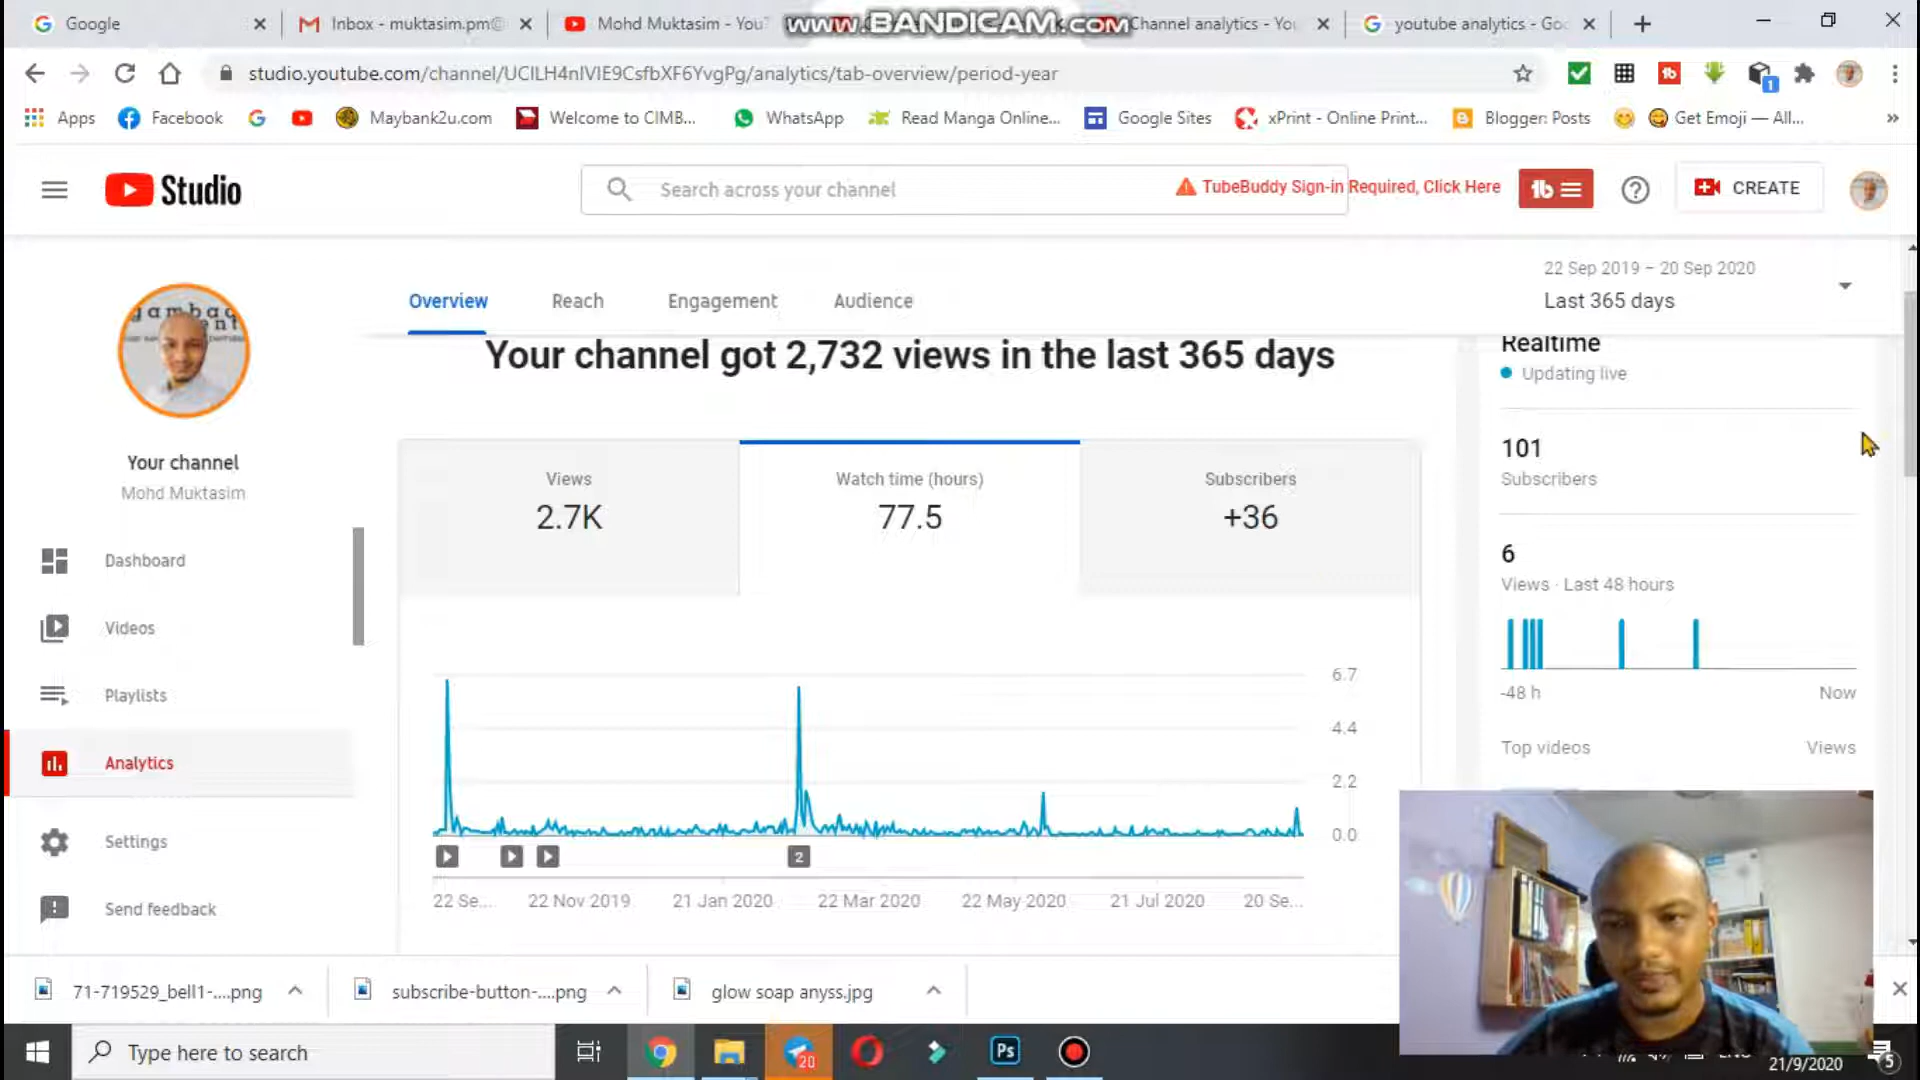 Google
Inbox - muktasim.pm@
Mohd Muktasim - You
www.BANDICAM.com
Channel analytics - You
youtube analytics - Goo
studio.youtube.com/channel/UCILH4nIVIE9CsfbXF6YvgPg/analytics/tab-overview/period-year
Apps
Facebook
Maybank2u.com
Welcome to CIMB...
WhatsApp
Read Manga Online...
Google Sites
xPrint - Online Print...
Blogger: Posts
Get Emoji — All...
Studio
Search across your channel
TubeBuddy Sign-in Required, Click Here
CREATE
Overview
Reach
Engagement
Audience
22 Sep 2019 – 20 Sep 2020
Last 365 days
Your channel
Mohd Muktasim
Dashboard
Videos
Playlists
Analytics
Settings
Send feedback
Your channel got 2,732 views in the last 365 days
Views
2.7K
Watch time (hours)
77.5
Subscribers
+36
6.7
4.4
2.2
0.0
2
22 Se...
22 Nov 2019
21 Jan 2020
22 Mar 2020
22 May 2020
21 Jul 2020
20 Se...
Realtime
Updating live
101
Subscribers
6
Views · Last 48 hours
-48 h
Now
Top videos
Views
71-719529_bell1-....png
subscribe-button-....png
glow soap anyss.jpg
Type here to search
20
Ps
21/9/2020
5